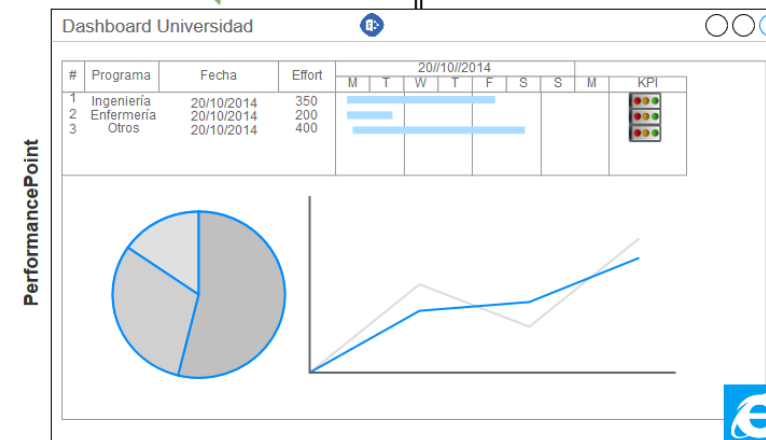 Dashboard Universidad
# Programa Fecha Effort 20//10//2014
M T W T F S S M KPI
1 Ingeniería 20/10/2014 350
2 Enfermería 20/10/2014 200
3 Otros 20/10/2014 400
PerformancePoint